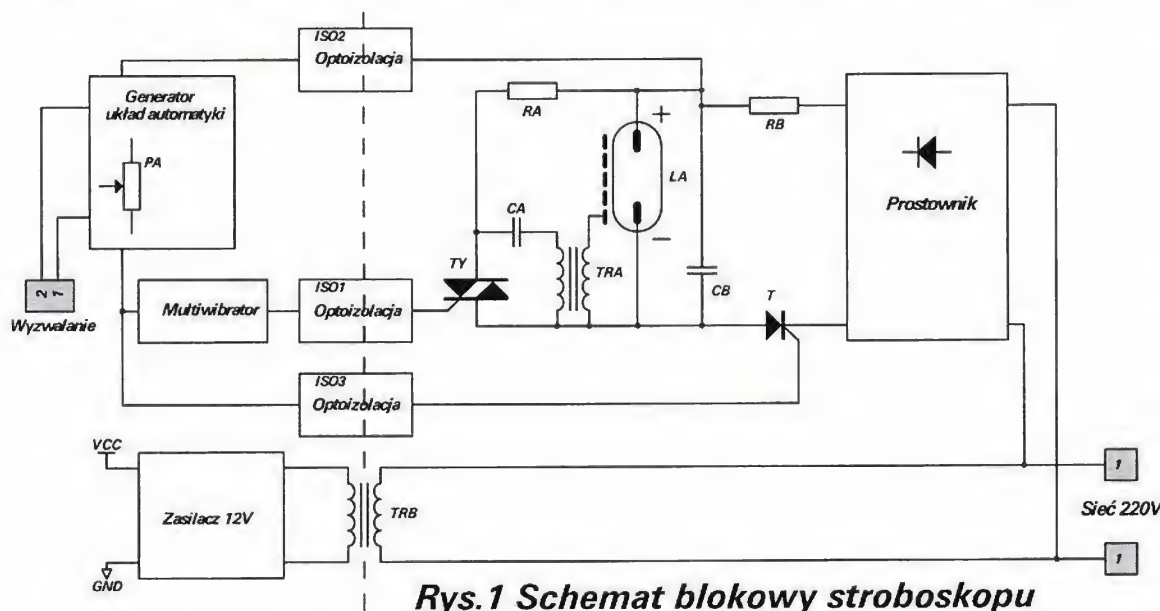 ISO2
Optoizolacja
Generator
układ automatyki
PA
RA
RB
+
LA
-
Prostownik
CA
TRA
TY
CB
T
2
1
Wyzwalanie
Multiwibrator
ISO1
Optoizolacja
ISO3
Optoizolacja
VCC
GND
Zasilacz 12V
TRB
1
Sieć 220V
1
Rys.1 Schemat blokowy stroboskopu